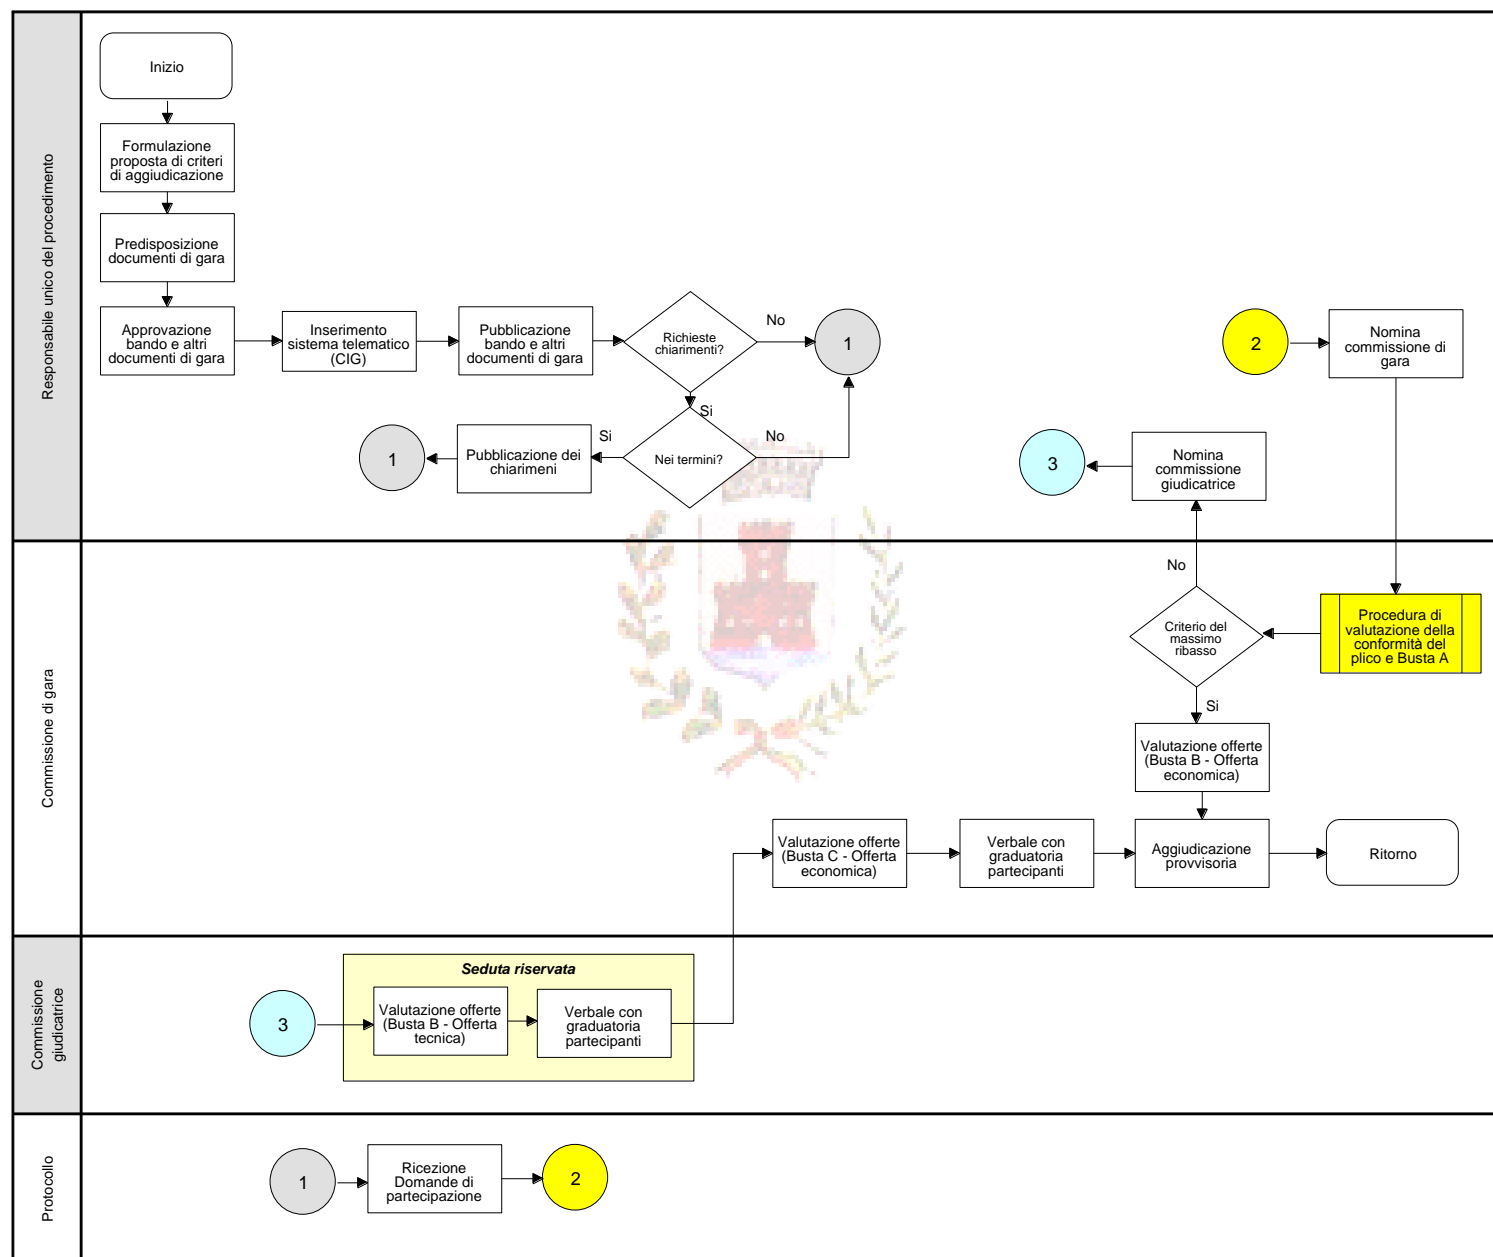 Responsabile unico del procedimento
Inizio
Formulazione
proposta di criteri
di aggiudicazione
Predisposizione
documenti di gara
Approvazione
bando e altri
documenti di gara
Inserimento
sistema telematico
(CIG)
Pubblicazione
bando e altri
documenti di gara
Richieste
chiarimenti?
No
1
Si
Nei termini?
No
Si
Pubblicazione dei
chiarimeni
1
2
Nomina
commissione di
gara
Nomina
commissione
giudicatrice
3
Commissione di gara
No
Criterio del
massimo
ribasso
Procedura di
valutazione della
conformità del
plico e Busta A
Si
Valutazione offerte
(Busta B - Offerta
economica)
Valutazione offerte
(Busta C - Offerta
economica)
Verbale con
graduatoria
partecipanti
Aggiudicazione
provvisoria
Ritorno
Commissione
giudicatrice
Seduta riservata
3
Valutazione offerte
(Busta B - Offerta
tecnica)
Verbale con
graduatoria
partecipanti
Protocollo
1
Ricezione
Domande di
partecipazione
2